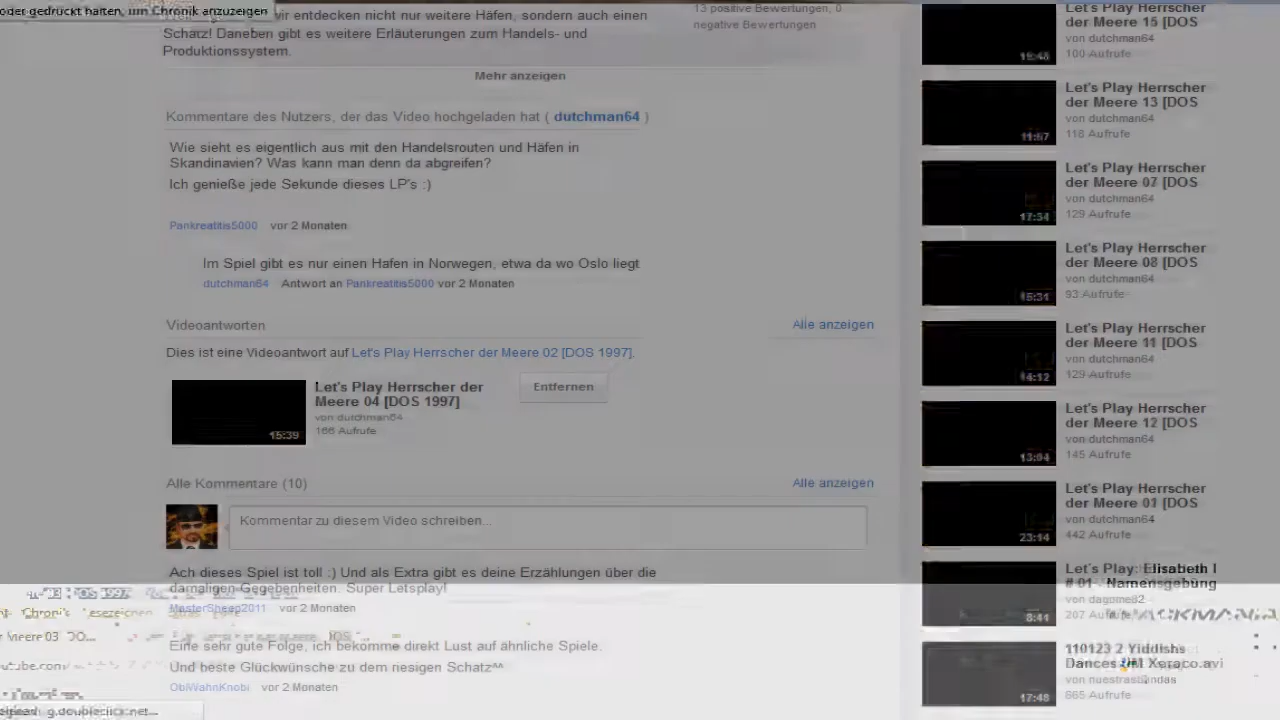 oder gedrückt halten, um Chronik anzuzeigen
wir entdecken nicht nur weitere Häfen, sondern auch einen
Schatz! Daneben gibt es weitere Erläuterungen zum Handels- und
Produktionssystem.
13 positive Bewertungen, 0
negative Bewertungen
Mehr anzeigen
Kommentare des Nutzers, der das Video hochgeladen hat ( dutchman64 )
Wie sieht es eigentlich aus mit den Handelsrouten und Häfen in
Skandinavien? Was kann man denn da abgreifen?
Ich genieße jede Sekunde dieses LP's :)
Pankreatitis5000 vor 2 Monaten
Im Spiel gibt es nur einen Hafen in Norwegen, etwa da wo Oslo liegt
dutchman64 Antwort an Pankreatitis5000 vor 2 Monaten
Videoantworten
Alle anzeigen
Dies ist eine Videoantwort auf Let's Play Herrscher der Meere 02 [DOS 1997].
15:39
Let's Play Herrscher der
Meere 04 [DOS 1997]
von dutchman64
166 Aufrufe
Entfernen
Alle Kommentare (10)
Alle anzeigen
Kommentar zu diesem Video schreiben...
Ach dieses Spiel ist toll :) Und als Extra gibt es deine Erzählungen über die
damaligen Gegebenheiten. Super Letsplay!
MasterSheep2011 vor 2 Monaten
Eine sehr gute Folge, ich bekomme direkt Lust auf ähnliche Spiele.
Und beste Glückwünsche zu dem riesigen Schatz^^
ObiWahnKnobi vor 2 Monaten
Let's Play Herrscher
der Meere 15 [DOS
von dutchman64
100 Aufrufe
11:57
Let's Play Herrscher
der Meere 13 [DOS
von dutchman64
118 Aufrufe
17:34
Let's Play Herrscher
der Meere 07 [DOS
von dutchman64
129 Aufrufe
15:31
Let's Play Herrscher
der Meere 08 [DOS
von dutchman64
93 Aufrufe
14:12
Let's Play Herrscher
der Meere 11 [DOS
von dutchman64
129 Aufrufe
13:04
Let's Play Herrscher
der Meere 12 [DOS
von dutchman64
145 Aufrufe
23:14
Let's Play Herrscher
der Meere 01 [DOS
von dutchman64
442 Aufrufe
8:41
Let's Play: Elisabeth I
# 01 - Namensgebung
von dagome92
207 Aufrufe
17:48
110123 2 Yiddishe
Dances
von nuestrasbandas
665 Aufrufe